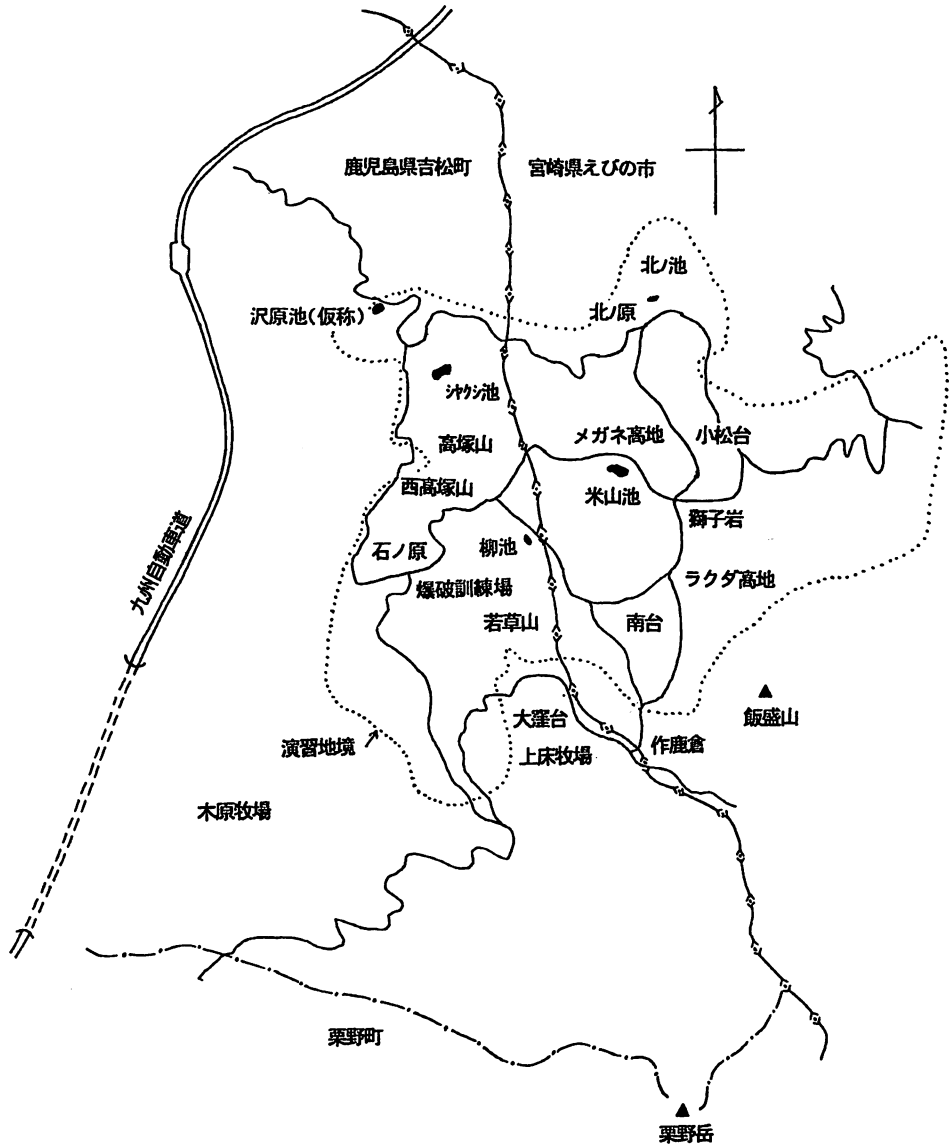 鹿児島県吉松町
宮崎県えびの市
北ノ池
北ノ原
沢原池(仮称)
シャクシ池
高塚山
メガネ高地
小松台
西高塚山
米山池
獅子岩
石ノ原
柳池
ラクダ高地
爆破訓練場
若草山
南台
九州自動車道
飯盛山
大窪台
演習地境
上床牧場
作鹿倉
木原牧場
栗野町
栗野岳